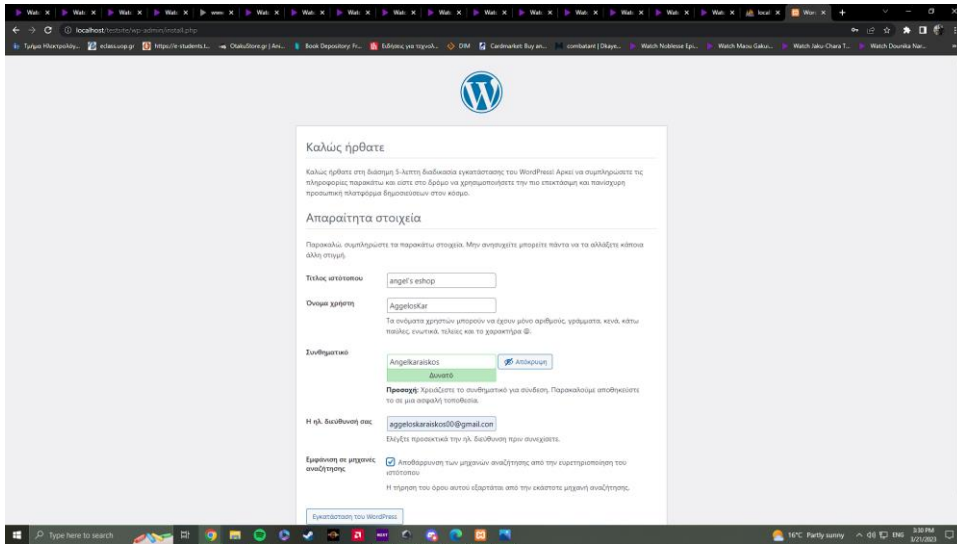 localhost/testsite/wp-admin/install.php
Καλώς ήρθατε
Καλώς ήρθατε στη διάσημη 5-λεπτη διαδικασία εγκατάστασης του WordPress! Αρκεί να συμπληρώσετε τις
πληροφορίες παρακάτω και είστε στο δρόμο να χρησιμοποιήσετε την πιο επεκτάσιμη και πανίσχυρη
προσωπική πλατφόρμα δημοσιεύσεων στον κόσμο.
Απαραίτητα στοιχεία
Παρακαλώ, συμπληρώστε τα παρακάτω στοιχεία. Μην ανησυχείτε μπορείτε πάντα να τα αλλάξετε κάποια
άλλη στιγμή.
Τίτλος ιστότοπου
angel's eshop
Όνομα χρήστη
AggelosKar
Τα ονόματα χρηστών μπορούν να έχουν μόνο αριθμούς, γράμματα, κενά, κάτω
παύλες, ενωτικά, τελείες και το χαρακτήρα @.
Συνθηματικό
Angelkaraiskos
Απόκρυψη
Δυνατό
Προσοχή: Χρειάζεστε το συνθηματικό για σύνδεση. Παρακαλούμε αποθηκεύστε
το σε μια ασφαλή τοποθεσία.
Η ηλ. διεύθυνσή σας
aggeloskaraiskos00@gmail.con
Ελέγξτε προσεκτικά την ηλ. διεύθυνση πριν συνεχίσετε.
Εμφάνιση σε μηχανές
αναζήτησης
Αποθάρρυνση των μηχανών αναζήτησης από την ευρετηριοποίηση του
ιστότοπου
Η τήρηση του όρου αυτού εξαρτάται από την εκάστοτε μηχανή αναζήτησης.
Εγκατάσταση του WordPress
Type here to search
16°C Partly sunny
ENG
3:30 PM
3/21/2023